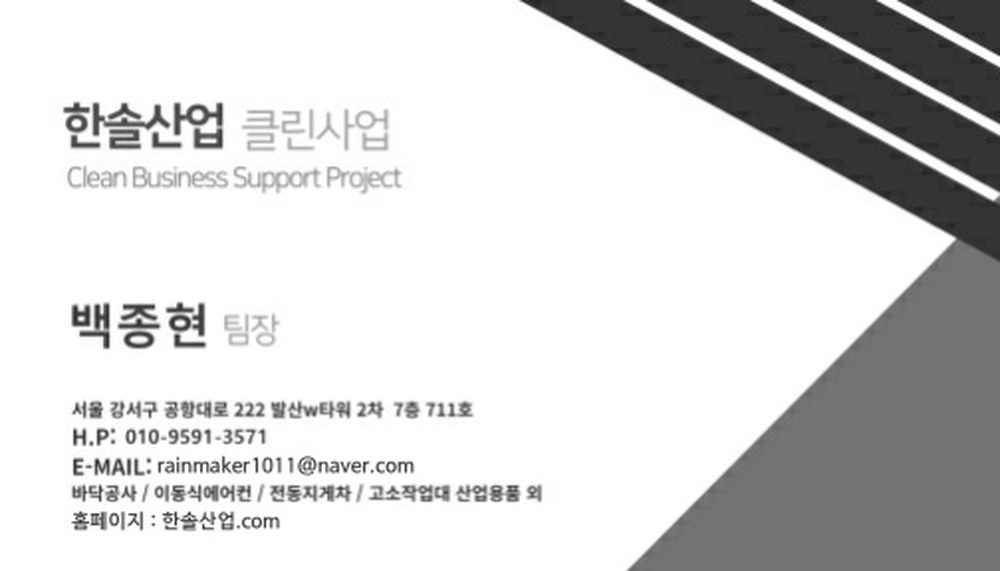 한솔산업 클린사업
Clean Business Support Project
백종현 팀장
서울 강서구 공항대로 222 발산w타워 2차 7층 711호
H.P: 010-9591-3571
E-MAIL: rainmaker1011@naver.com
바닥공사 / 이동식에어컨 / 전동지게차 / 고소작업대 산업용품 외
홈페이지 : 한솔산업.com